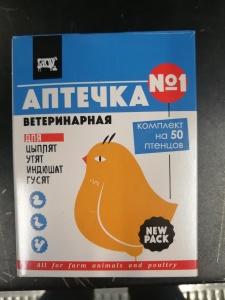 АПТЕЧКА №1
ВЕТЕРИНАРНАЯ
КОМПЛЕКТ
НА 50
ПТЕНЦОВ
ДЛЯ
ЦЫПЛЯТ
УТЯТ
ИНДЮШАТ
ГУСЯТ
NEW
PACK
All for farm animals and poultry